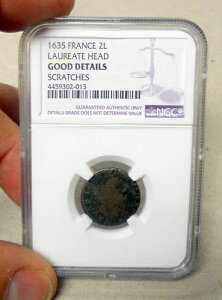 1635 FRANCE 2L
LAUREATE HEAD
GOOD DETAILS
SCRATCHES
4459302-013
GUARANTEED AUTHENTIC ONLY
DETAILS GRADE DOES NOT DETERMINE VALUE
NGC